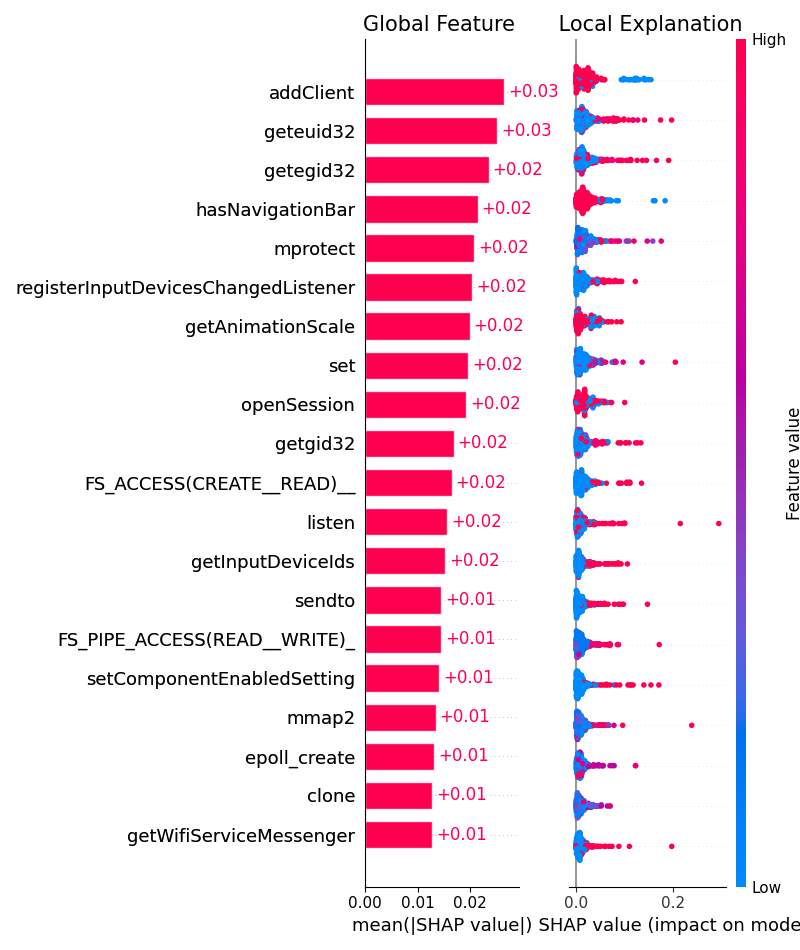 Global Feature
Local Explanation
High
addClient +0.03
geteuid32 +0.03
getegid32 +0.02
hasNavigationBar +0.02
mprotect +0.02
registerInputDevicesChangedListener +0.02
getAnimationScale +0.02
set +0.02
openSession +0.02
getgid32 +0.02
FS_ACCESS(CREATE__READ)__ +0.02
listen +0.02
getInputDeviceIds +0.02
sendto +0.01
FS_PIPE_ACCESS(READ__WRITE)_ +0.01
setComponentEnabledSetting +0.01
mmap2 +0.01
epoll_create +0.01
clone +0.01
getWifiServiceMessenger +0.01
Feature value
Low
0.00 0.01 0.02
0.0 0.2
mean(|SHAP value|)
SHAP value (impact on mode